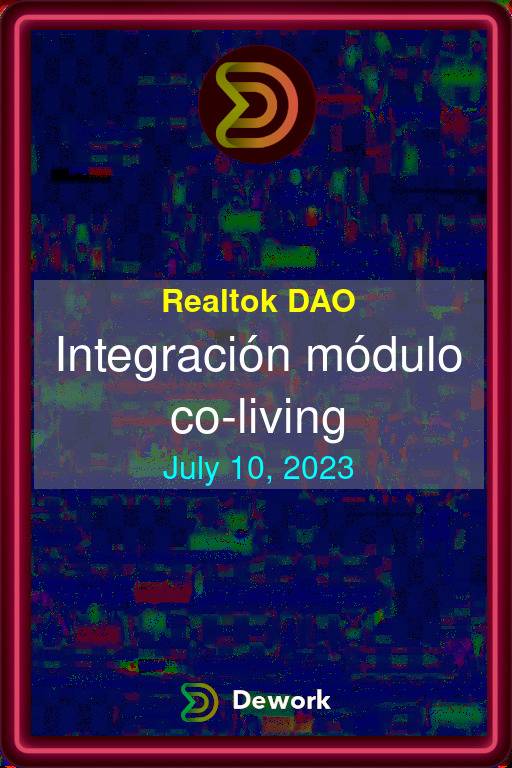 Realtok DAO
Integración módulo
co-living
July 10, 2023
Dework